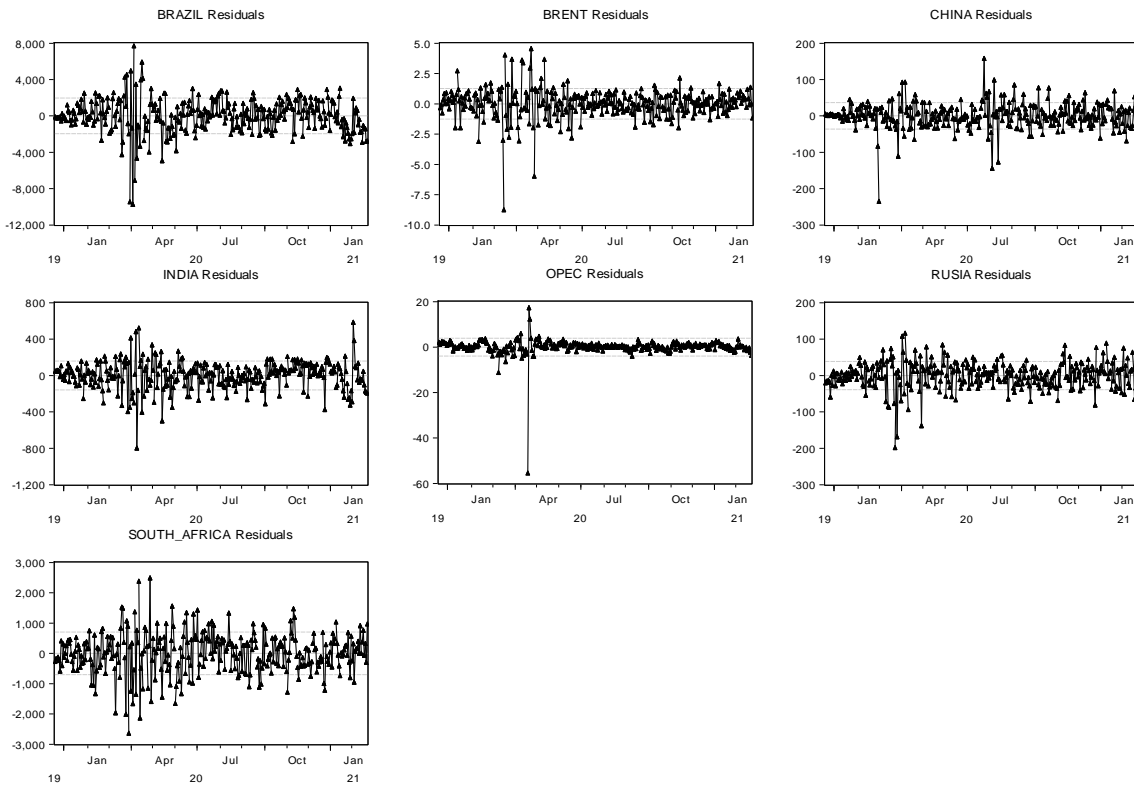 BRAZIL Residuals
8,000
4,000
0
-4,000
-8,000
-12,000
Jan Apr Jul Oct Jan
19 20 21
BRENT Residuals
5.0
2.5
0.0
-2.5
-5.0
-7.5
-10.0
Jan Apr Jul Oct Jan
19 20 21
CHINA Residuals
200
100
0
-100
-200
-300
Jan Apr Jul Oct Jan
19 20 21
INDIA Residuals
800
400
0
-400
-800
-1,200
Jan Apr Jul Oct Jan
19 20 21
OPEC Residuals
20
0
-20
-40
-60
Jan Apr Jul Oct Jan
19 20 21
RUSIA Residuals
200
100
0
-100
-200
-300
Jan Apr Jul Oct Jan
19 20 21
SOUTH_AFRICA Residuals
3,000
2,000
1,000
0
-1,000
-2,000
-3,000
Jan Apr Jul Oct Jan
19 20 21